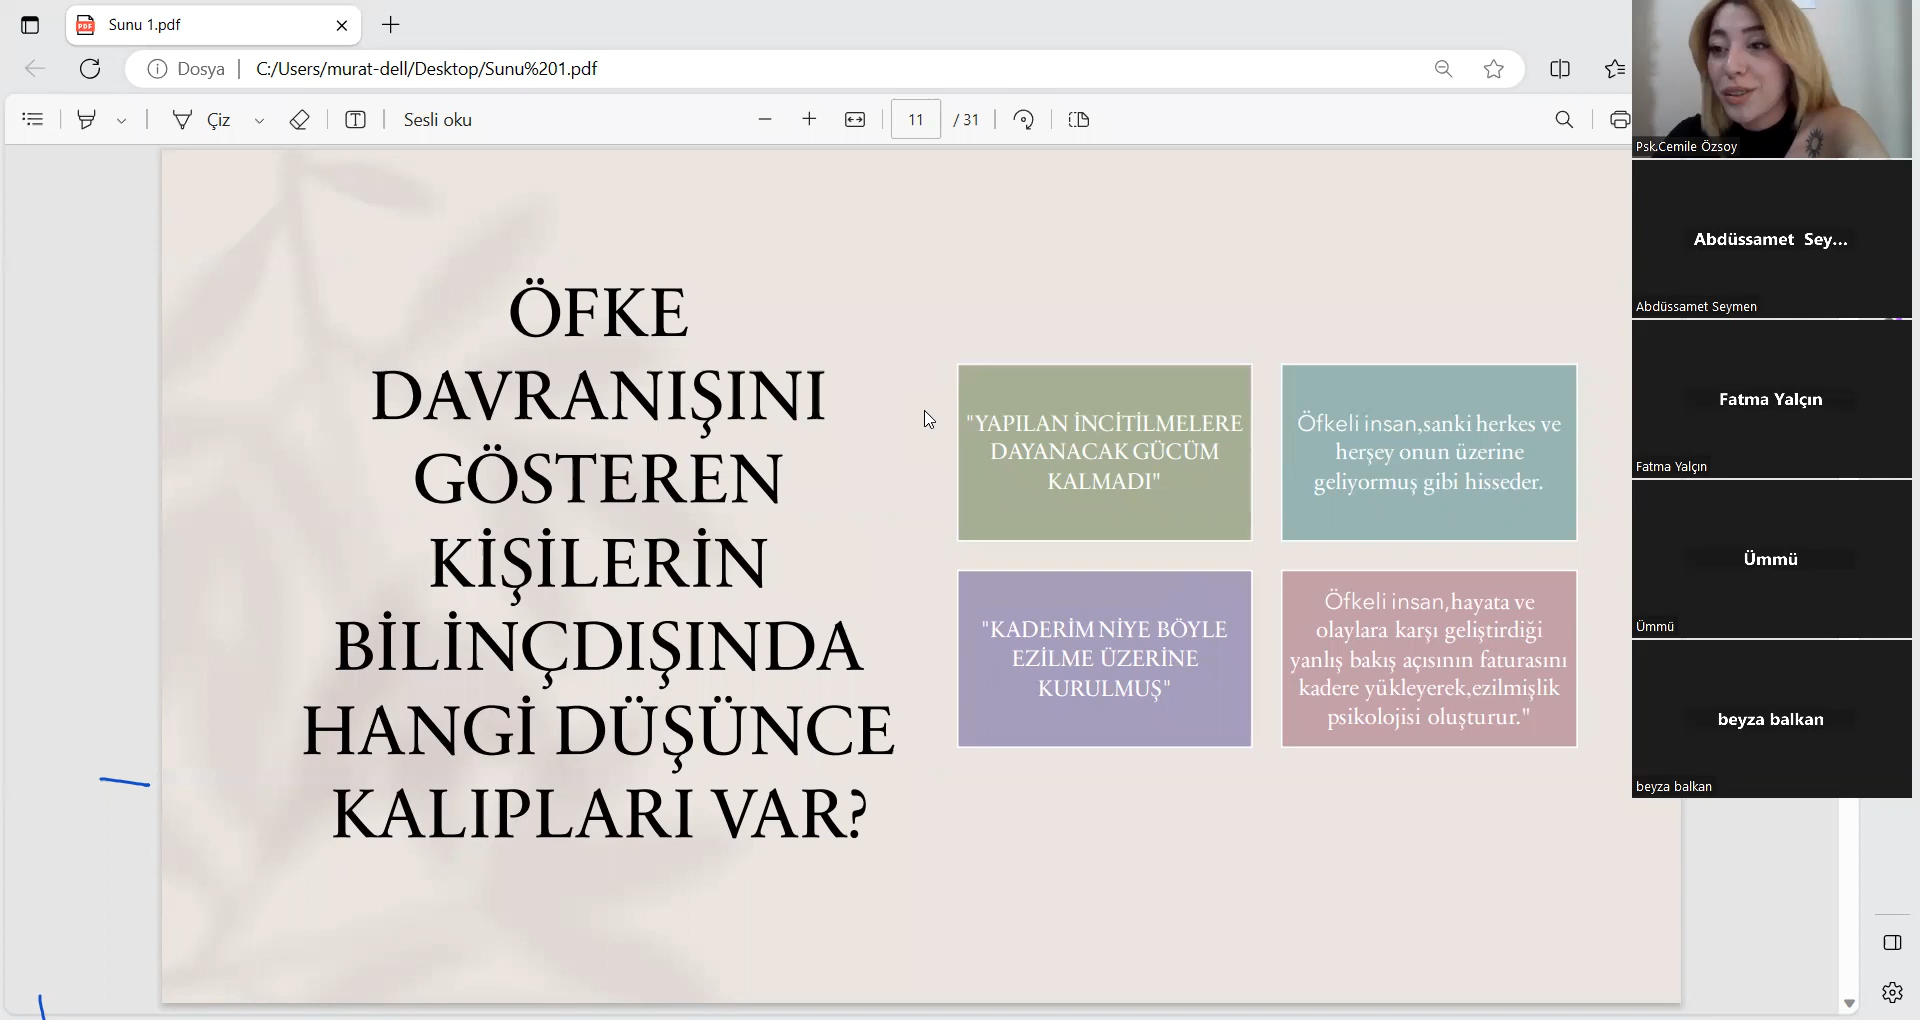 Sunu 1.pdf
Dosya
C:/Users/murat-dell/Desktop/Sunu%201.pdf
Çiz
Sesli oku
11 / 31
ÖFKE
DAVRANIŞINI
GÖSTEREN
KİŞİLERİN
BİLİNÇDIŞINDA
HANGİ DÜŞÜNCE
KALIPLARI VAR?
"YAPILAN İNCİTİLMELERE
DAYANACAK GÜCÜM
KALMADI"
Öfkeli insan,sanki herkes ve
herşey onun üzerine
geliyormuş gibi hisseder.
"KADERİM NİYE BÖYLE
EZİLME ÜZERİNE
KURULMUŞ"
Öfkeli insan,hayata ve
olaylara karşı geliştirdiği
yanlış bakış açısının faturasını
kadere yükleyerek,ezilmişlik
psikolojisi oluşturur."
Psk.Cemile Özsoy
Abdüssamet Sey...
Abdüssamet Seymen
Fatma Yalçın
Fatma Yalçın
Ümmü
Ümmü
beyza balkan
beyza balkan